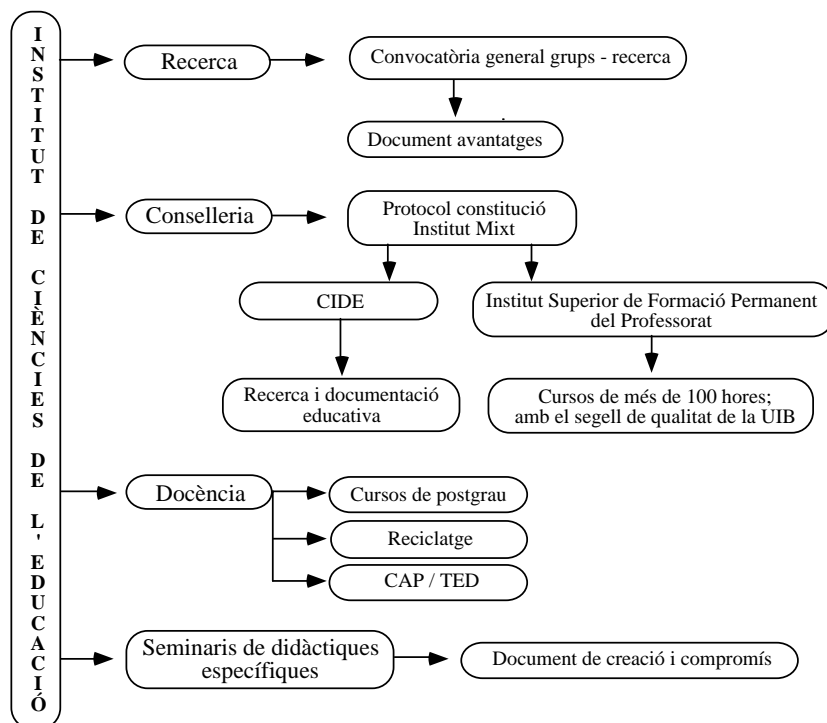 INSTITUT DE CIÈNCIES DE L'EDUCACIÓ
Recerca
Convocatòria general grups - recerca
Document avantatges
Conselleria
Protocol constitució
Institut Mixt
CIDE
Institut Superior de Formació Permanent
del Professorat
Recerca i documentació
educativa
Cursos de més de 100 hores;
amb el segell de qualitat de la UIB
Docència
Cursos de postgrau
Reciclatge
CAP / TED
Seminaris de didàctiques
específiques
Document de creació i compromís